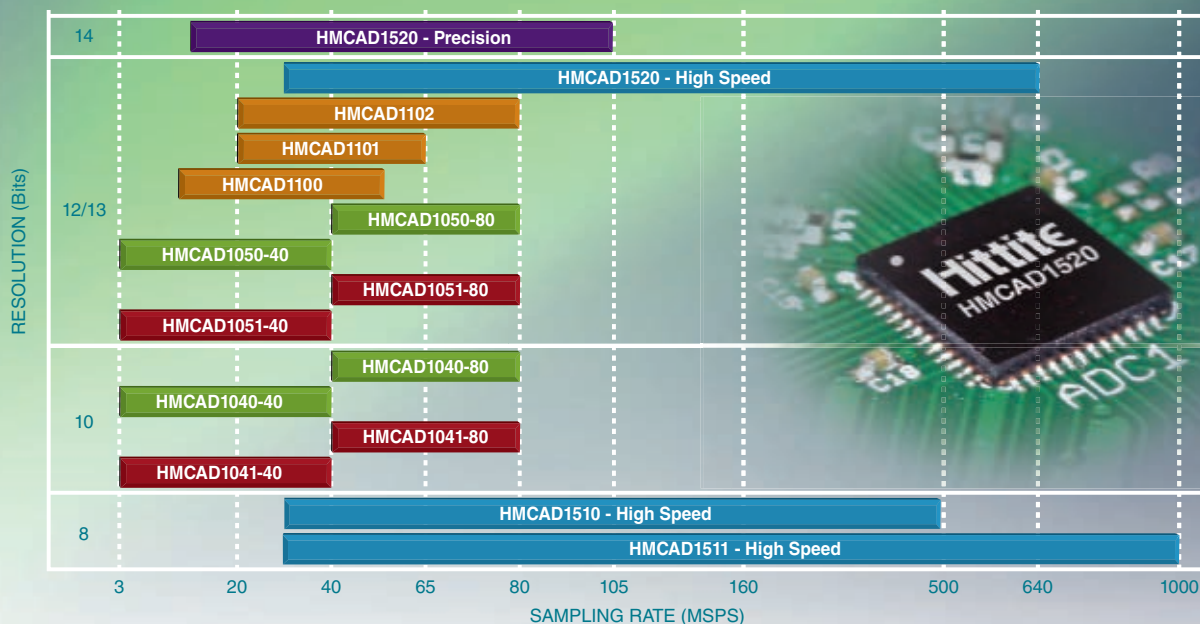 RESOLUTION (Bits)
14
HMCAD1520 - Precision
12/13
HMCAD1520 - High Speed
HMCAD1102
HMCAD1101
HMCAD1100
HMCAD1050-80
HMCAD1050-40
HMCAD1051-80
HMCAD1051-40
10
HMCAD1040-80
HMCAD1040-40
HMCAD1041-80
HMCAD1041-40
8
HMCAD1510 - High Speed
HMCAD1511 - High Speed
3 20 40 65 80 105 160 500 640 1000
SAMPLING RATE (MSPS)
Hittite
HMCAD1520
ADC1
C18